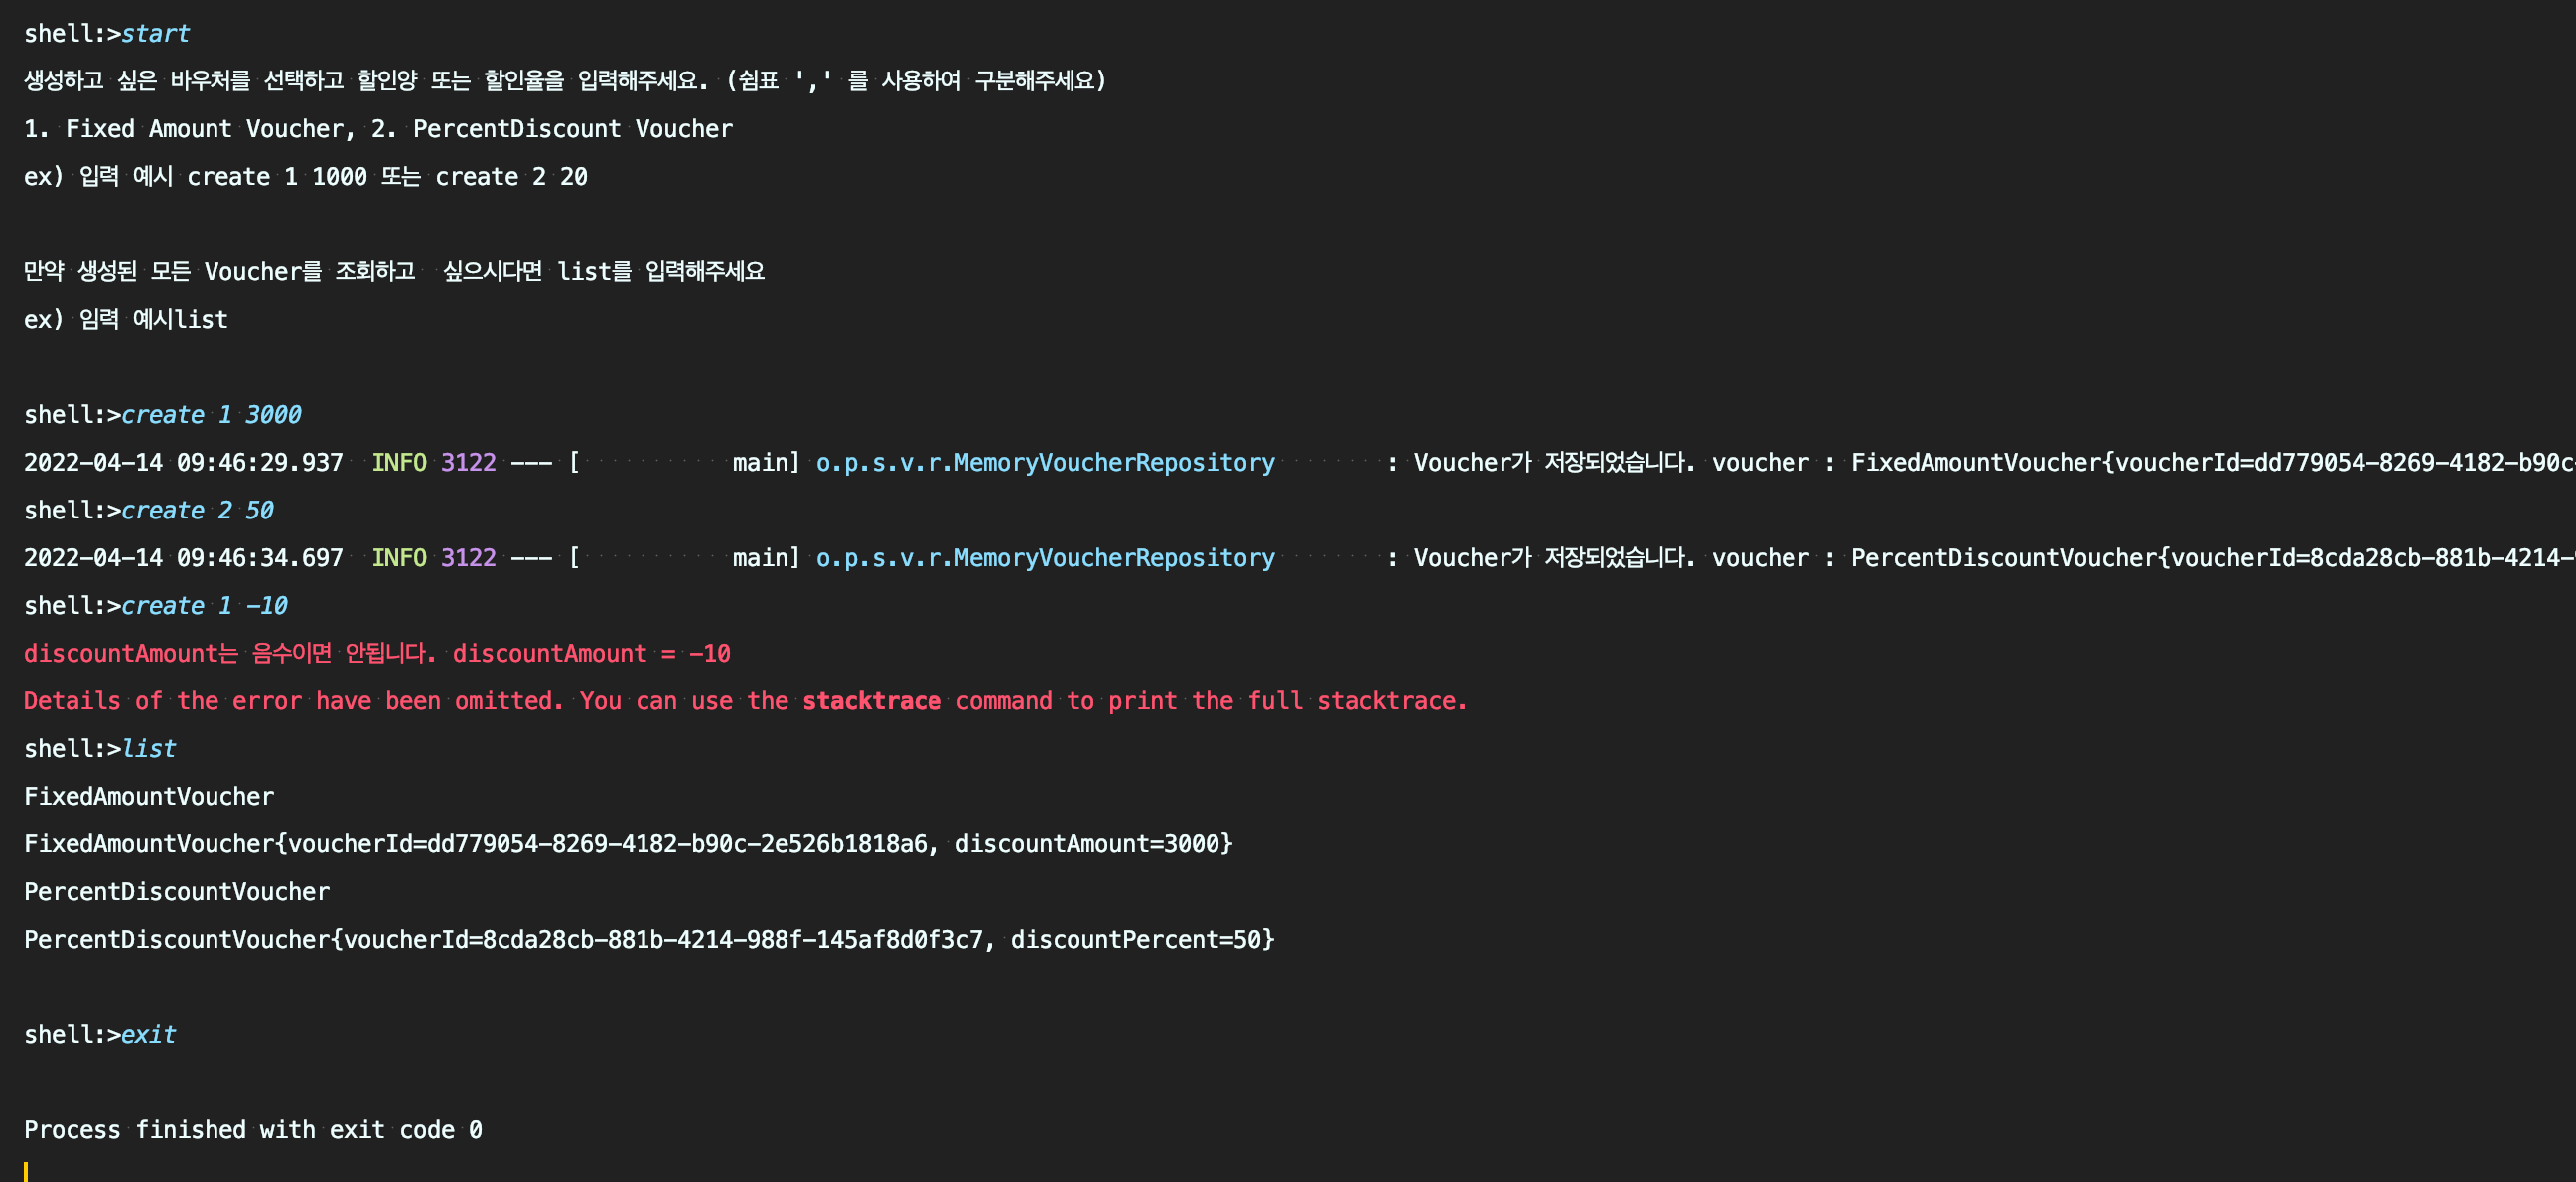 shell:>start
생성하고 싶은 바우처를 선택하고 할인양 또는 할인율을 입력해주세요. (쉼표 ',' 를 사용하여 구분해주세요)
1. Fixed Amount Voucher, 2. PercentDiscount Voucher
ex) 입력 예시 create 1 1000 또는 create 2 20
만약 생성된 모든 Voucher를 조회하고  싶으시다면 list를 입력해주세요
ex) 임력 예시list
shell:>create 1 3000
2022-04-14 09:46:29.937  INFO 3122 --- [           main] o.p.s.v.r.MemoryVoucherRepository        : Voucher가 저장되었습니다. voucher : FixedAmountVoucher{voucherId=dd779054-8269-4182-b90c-
shell:>create 2 50
2022-04-14 09:46:34.697  INFO 3122 --- [           main] o.p.s.v.r.MemoryVoucherRepository        : Voucher가 저장되었습니다. voucher : PercentDiscountVoucher{voucherId=8cda28cb-881b-4214-
shell:>create 1 -10
discountAmount는 음수이면 안됩니다. discountAmount = -10
Details of the error have been omitted. You can use the stacktrace command to print the full stacktrace.
shell:>list
FixedAmountVoucher
FixedAmountVoucher{voucherId=dd779054-8269-4182-b90c-2e526b1818a6, discountAmount=3000}
PercentDiscountVoucher
PercentDiscountVoucher{voucherId=8cda28cb-881b-4214-988f-145af8d0f3c7, discountPercent=50}
shell:>exit
Process finished with exit code 0